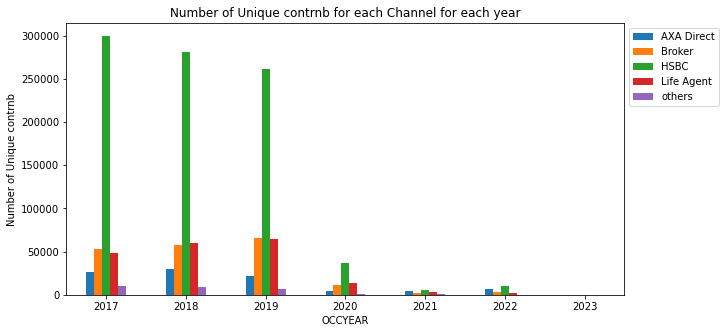 Number of Unique contrnb for each Channel for each year
300000
250000
200000
150000
100000
50000
0
Number of Unique contrnb
2017 2018 2019 2020 2021 2022 2023
OCCYEAR
AXA Direct
Broker
HSBC
Life Agent
others